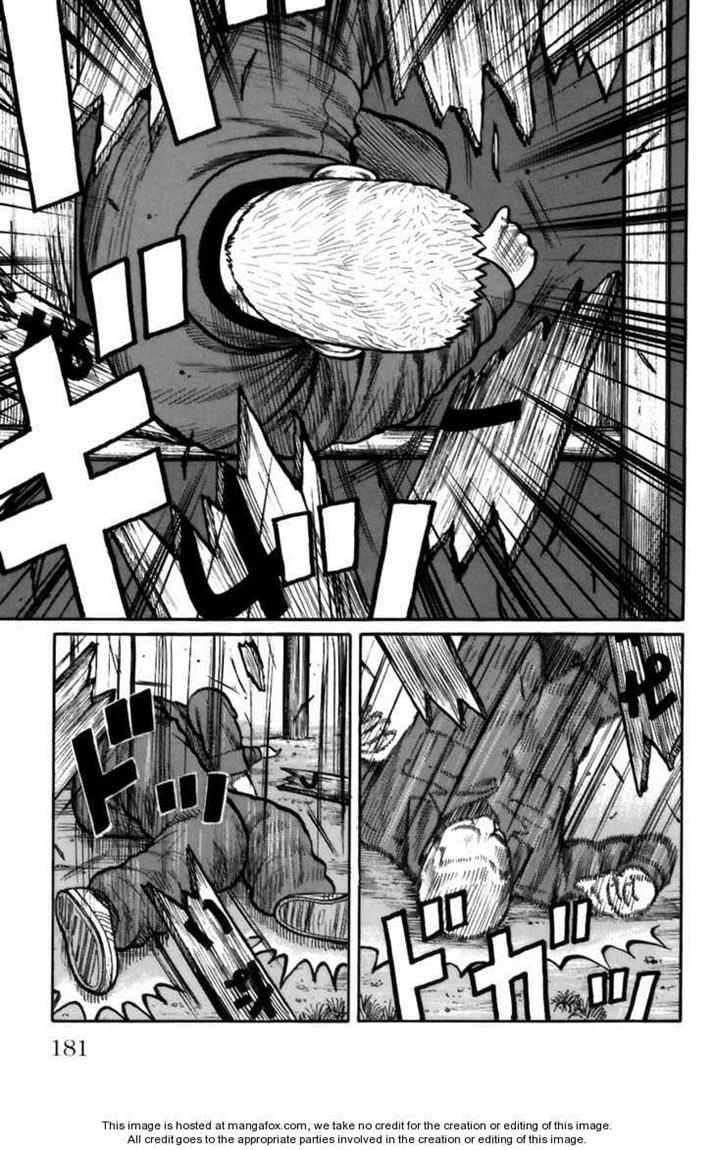 バギッ
ドッ
ドガッ
181
This image is hosted at mangafox.com, we take no credit for the creation or editing of this image.
All credit goes to the appropriate parties involved in the creation or editing of this image.